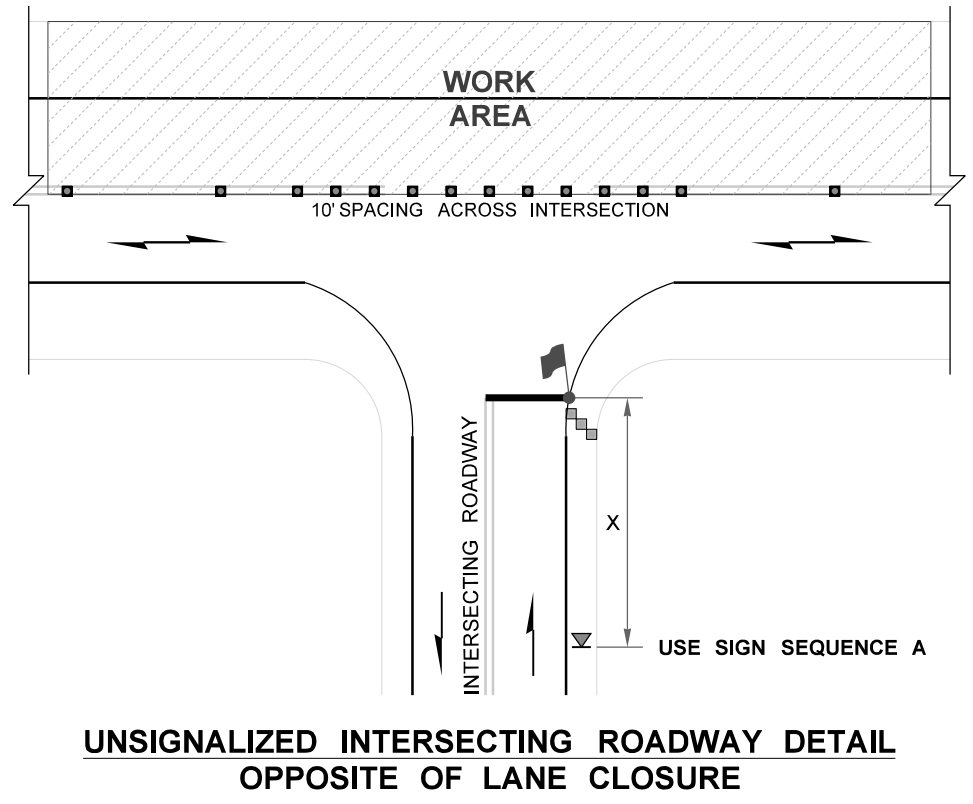 WORK
AREA
10' SPACING ACROSS INTERSECTION
INTERSECTING ROADWAY
X
USE SIGN SEQUENCE A
UNSIGNALIZED INTERSECTING ROADWAY DETAIL
OPPOSITE OF LANE CLOSURE